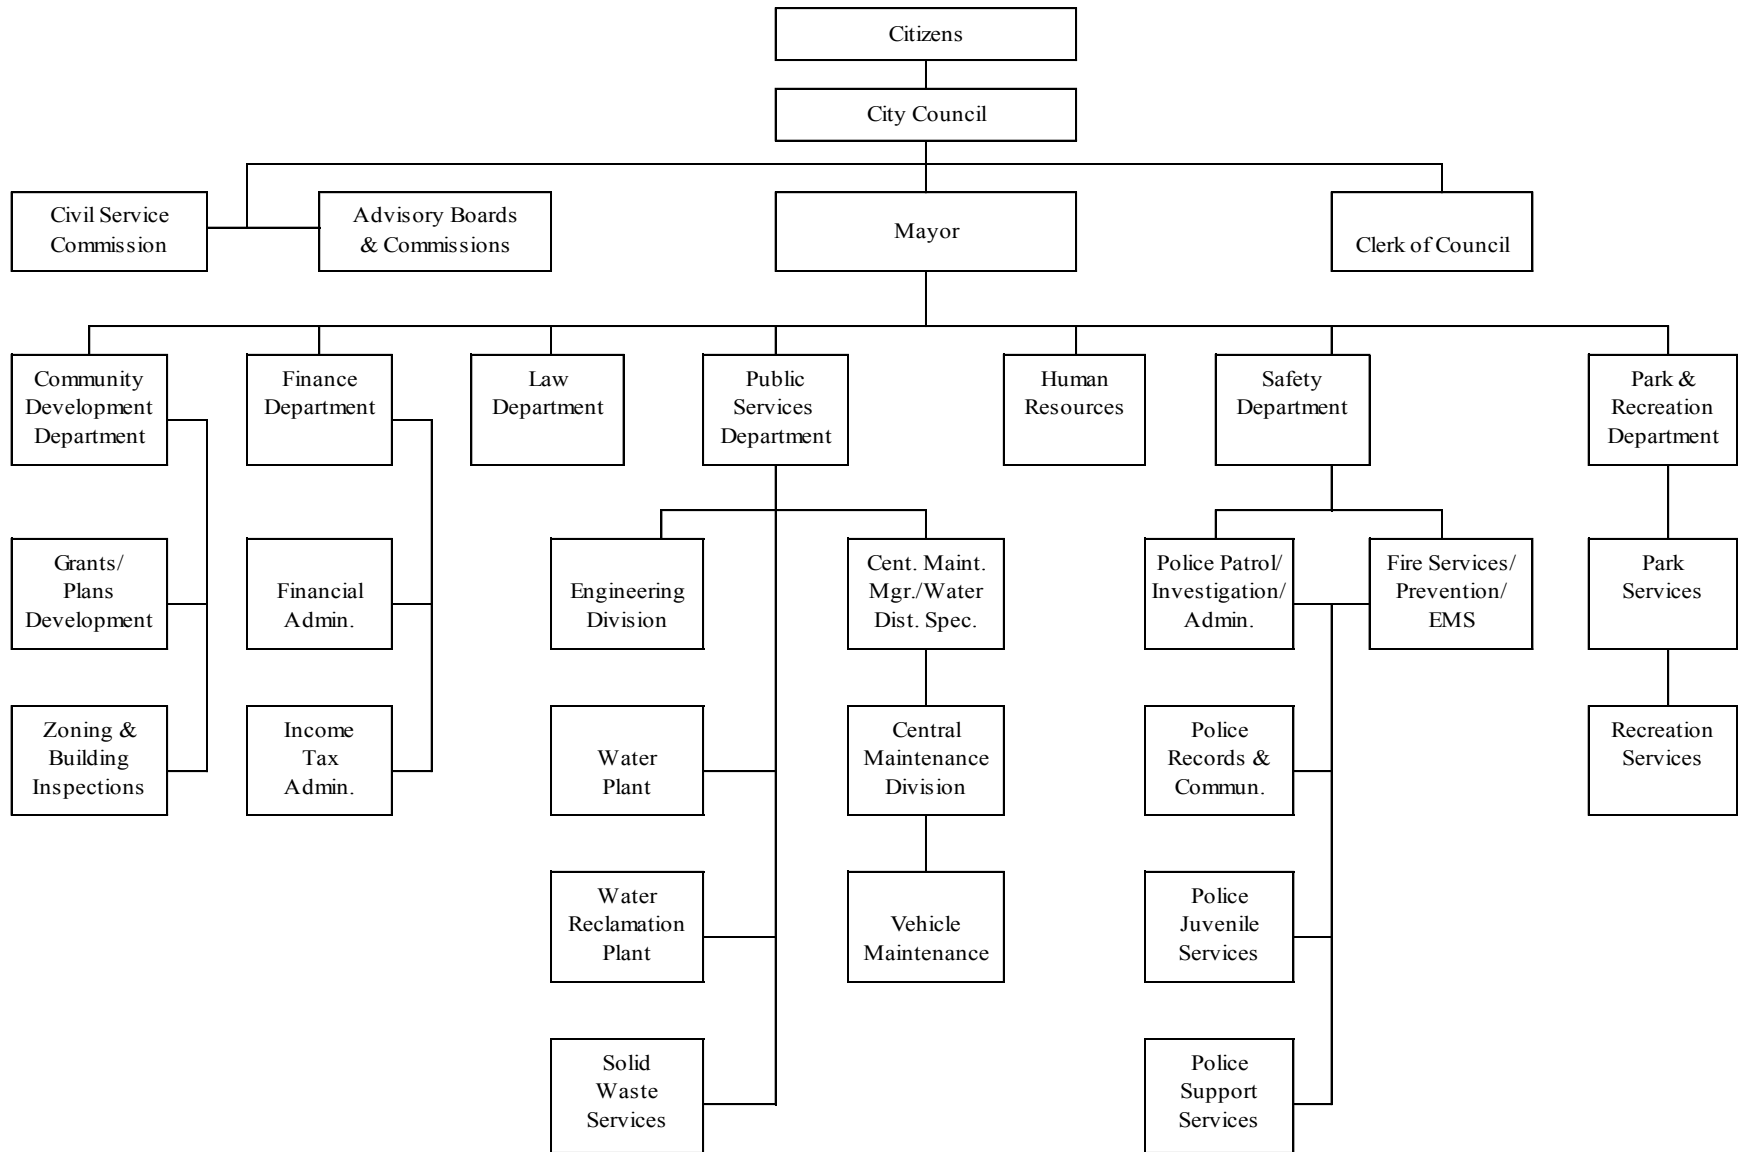 Citizens
City Council
Civil Service
Commission
Advisory Boards
& Commissions
Mayor
Clerk of Council
Community
Development
Department
Finance
Department
Law
Department
Public
Services
Department
Human
Resources
Safety
Department
Park &
Recreation
Department
Grants/
Plans
Development
Financial
Admin.
Engineering
Division
Cent. Maint.
Mgr./Water
Dist. Spec.
Police Patrol/
Investigation/
Admin.
Fire Services/
Prevention/
EMS
Park
Services
Zoning &
Building
Inspections
Income
Tax
Admin.
Water
Plant
Central
Maintenance
Division
Police
Records &
Commun.
Recreation
Services
Water
Reclamation
Plant
Vehicle
Maintenance
Police
Juvenile
Services
Solid
Waste
Services
Police
Support
Services